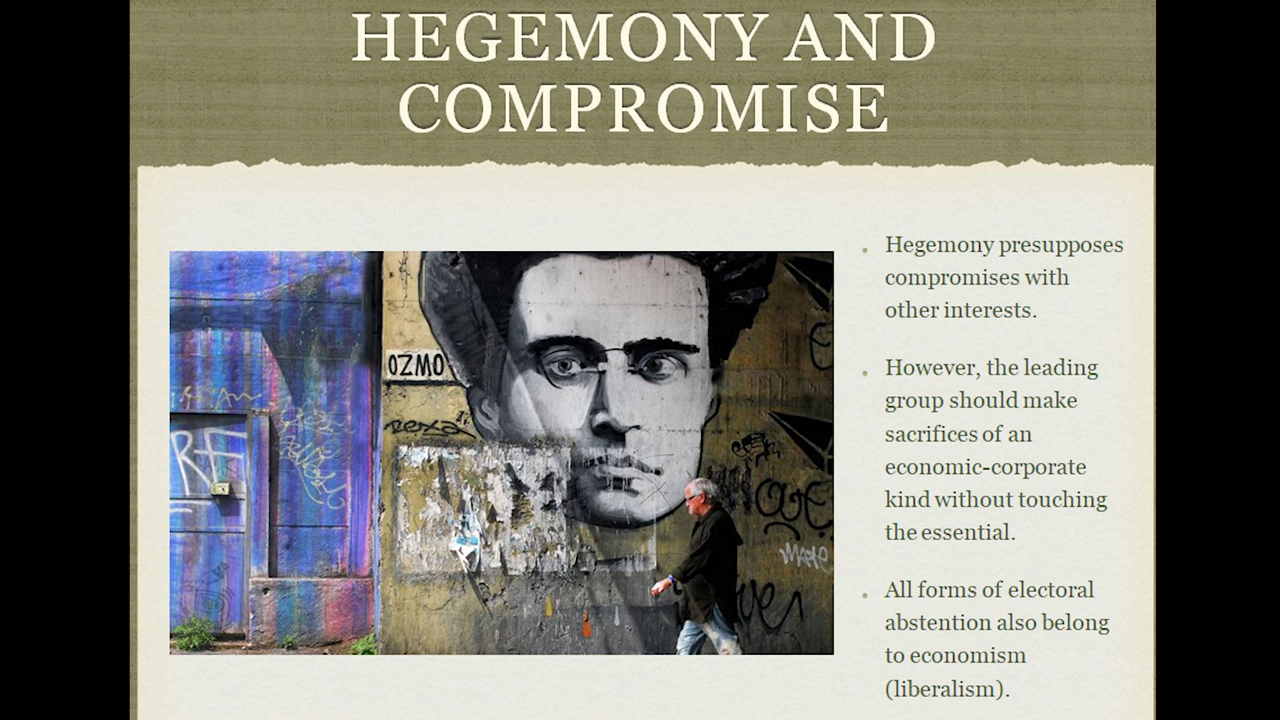 HEGEMONY AND
COMPROMISE
Hegemony presupposes
compromises with
other interests.
However, the leading
group should make
sacrifices of an
economic-corporate
kind without touching
the essential.
All forms of electoral
abstention also belong
to economism
(liberalism).
OZMO